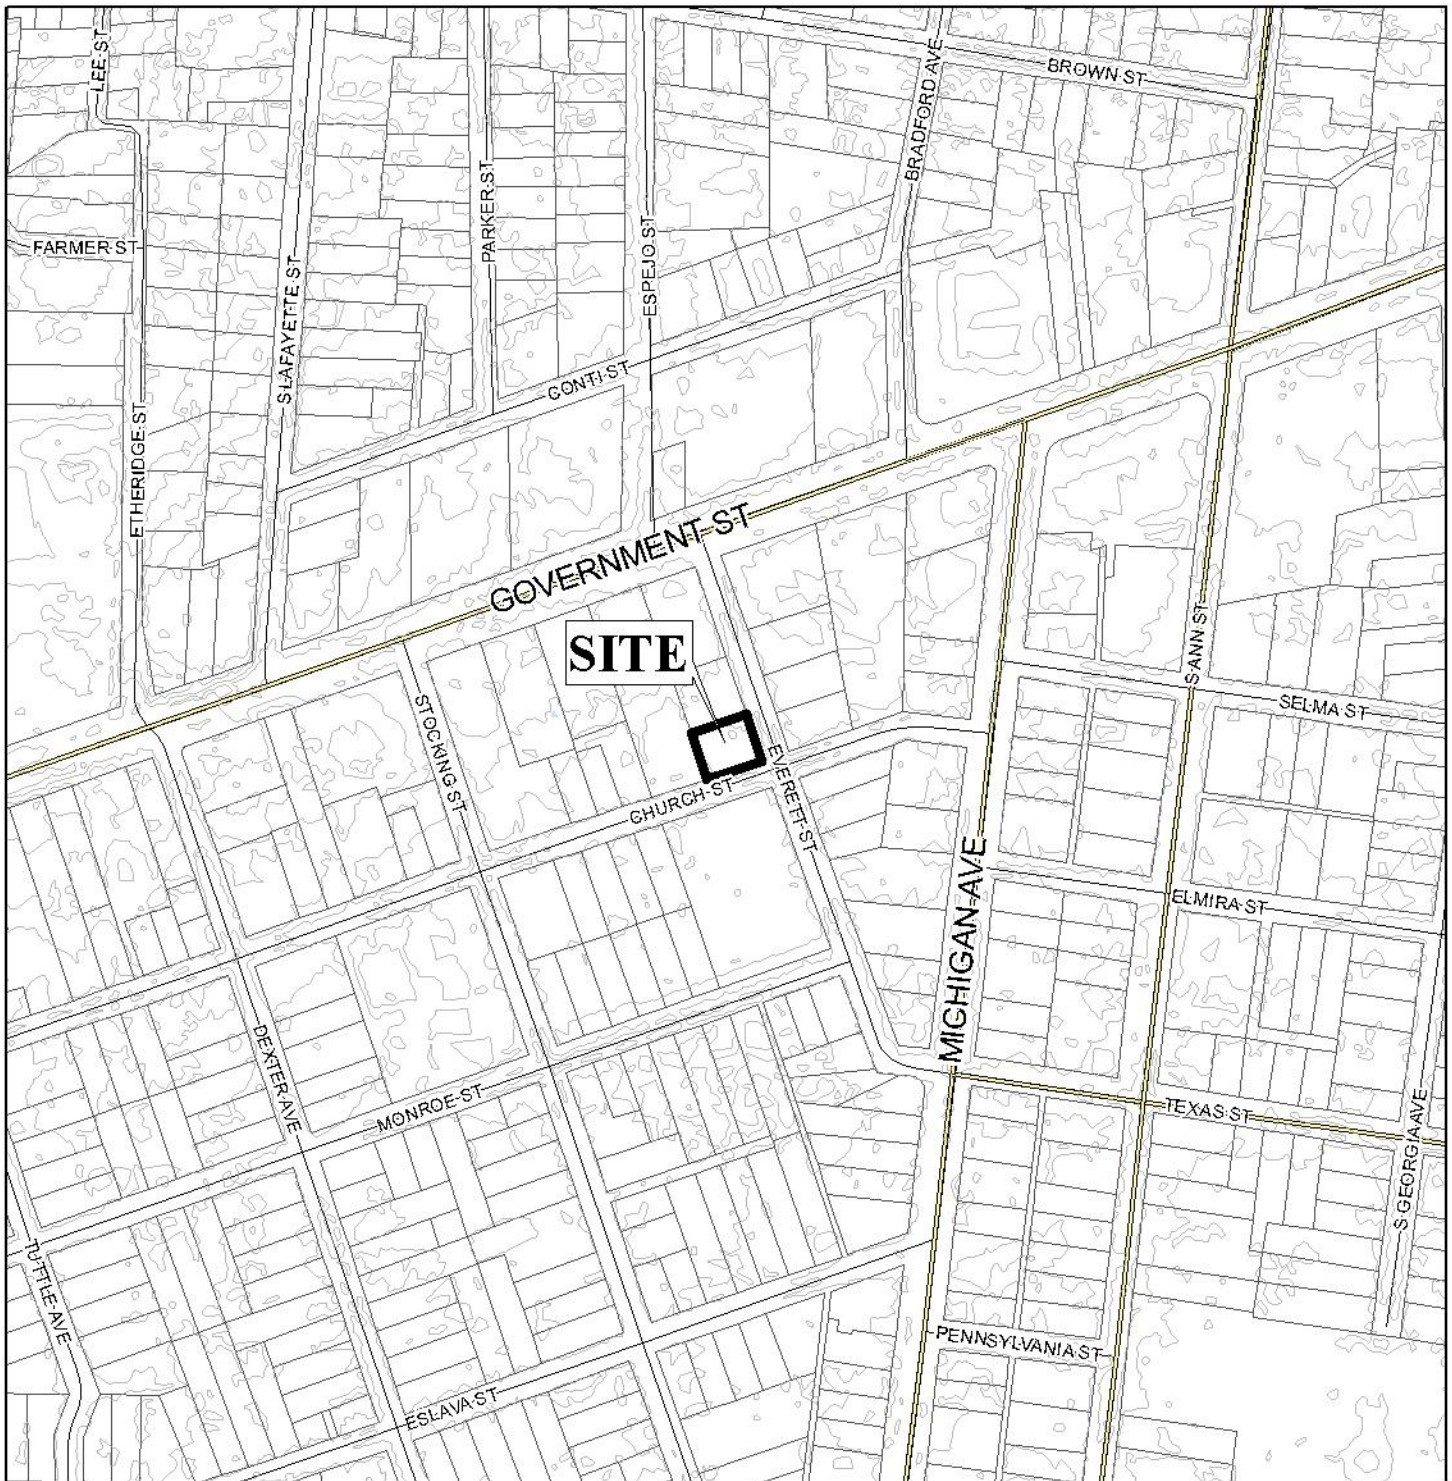 LEE ST
BROWN ST
BRADFORD AVE
PARKER ST
FARMER ST
ESPEJO ST
S LAFAYETTE ST
CONTI ST
ETHERIDGE ST
GOVERNMENT ST
SITE
S ANN ST
SELMA ST
STOCKING ST
EVERETT ST
CHURCH ST
MICHIGAN AVE
ELMIRA ST
DEXTER AVE
MONROE ST
TEXAS ST
S GEORGIA AVE
TUTTLE AVE
PENNSYLVANIA ST
ESLAVA ST